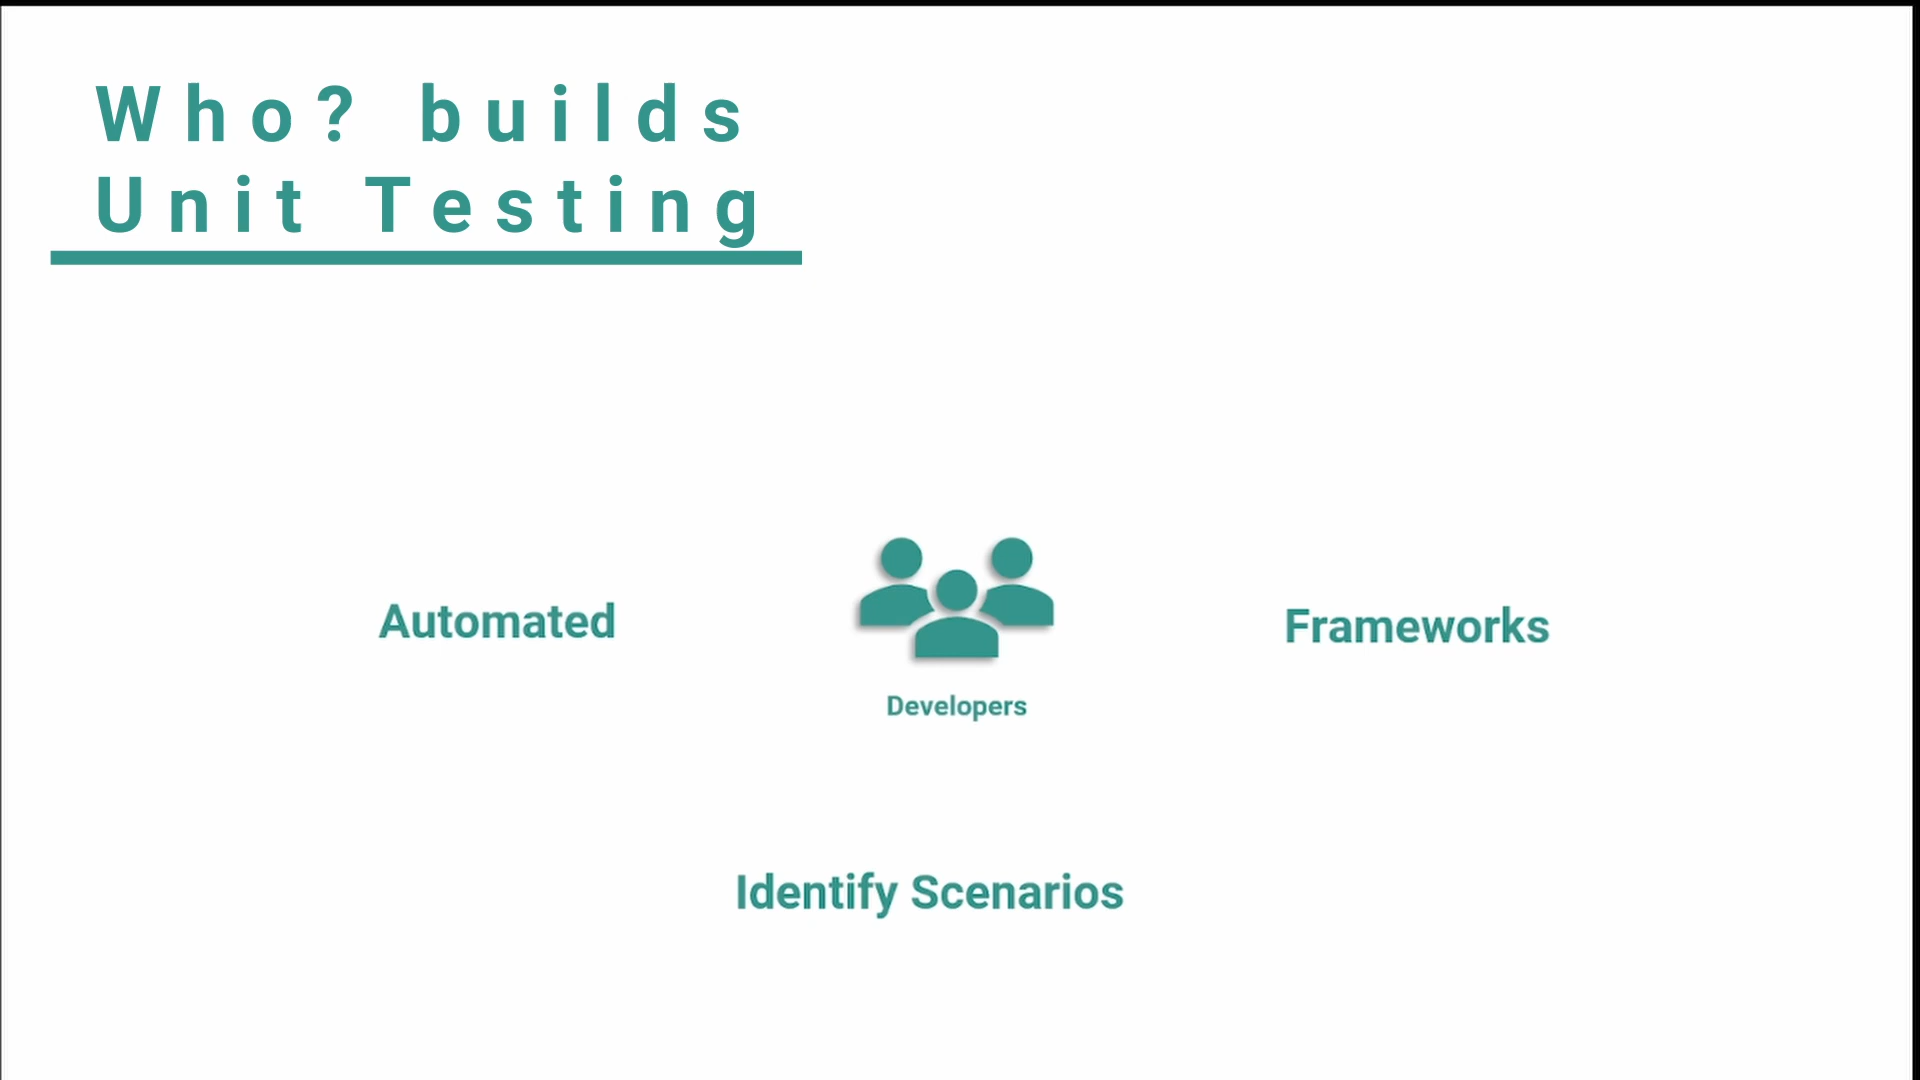 Who? builds
Unit Testing
Automated
Frameworks
Developers
Identify Scenarios